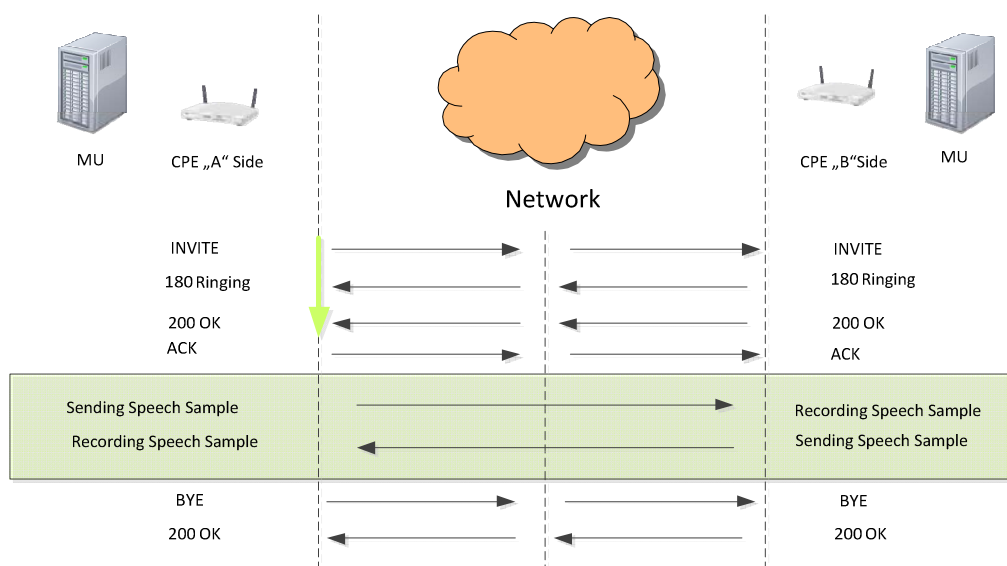 MU
CPE „A“ Side
CPE „B“Side
MU
Network
INVITE
INVITE
180 Ringing
180 Ringing
200 OK
200 OK
ACK
ACK
Sending Speech Sample
Recording Speech Sample
Recording Speech Sample
Sending Speech Sample
BYE
BYE
200 OK
200 OK